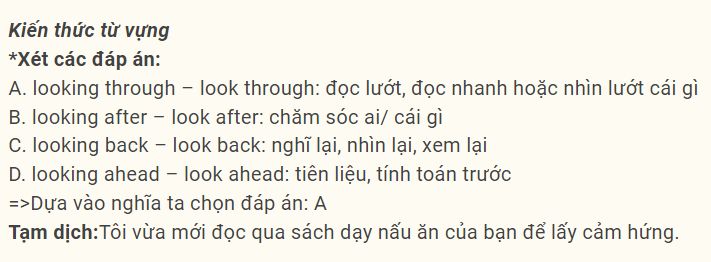 Kiến thức từ vựng
*Xét các đáp án:
A. looking through – look through: đọc lướt, đọc nhanh hoặc nhìn lướt cái gì
B. looking after – look after: chăm sóc ai/ cái gì
C. looking back – look back: nghĩ lại, nhìn lại, xem lại
D. looking ahead – look ahead: tiên liệu, tính toán trước
=>Dựa vào nghĩa ta chọn đáp án: A
Tạm dịch:Tôi vừa mới đọc qua sách dạy nấu ăn của bạn để lấy cảm hứng.